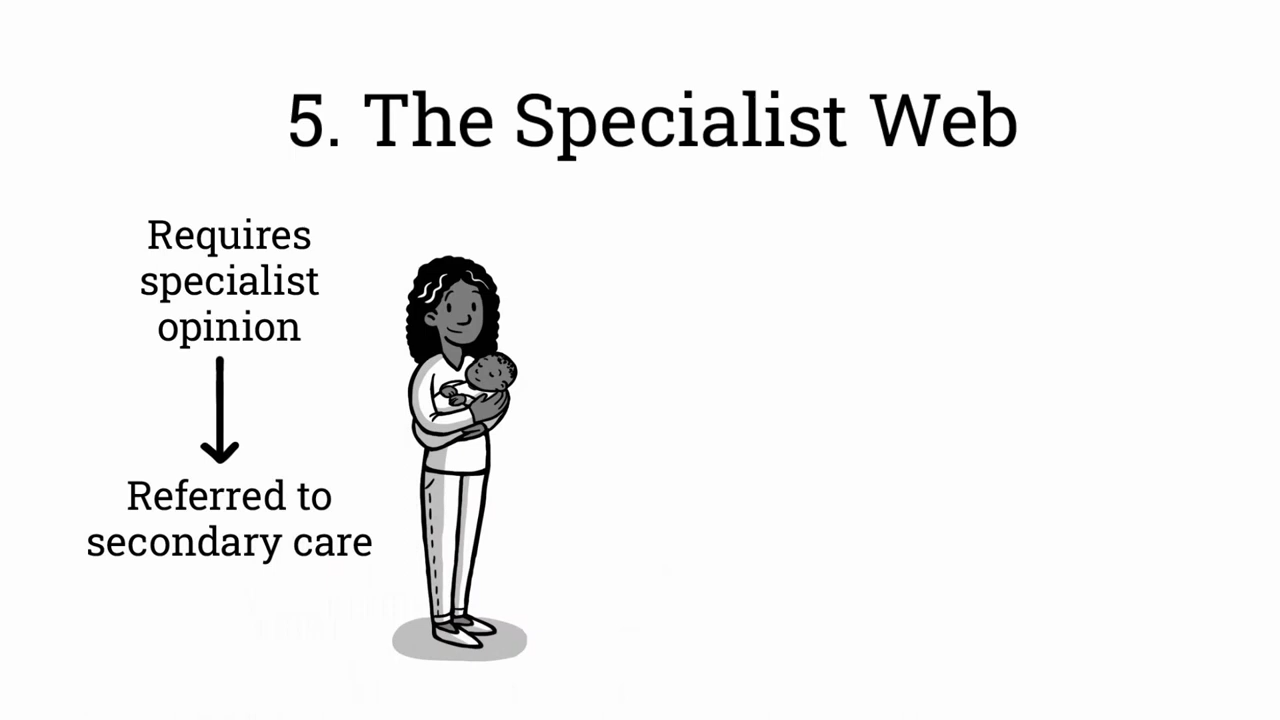 5. The Specialist Web
Requires
specialist
opinion
Referred to
secondary care